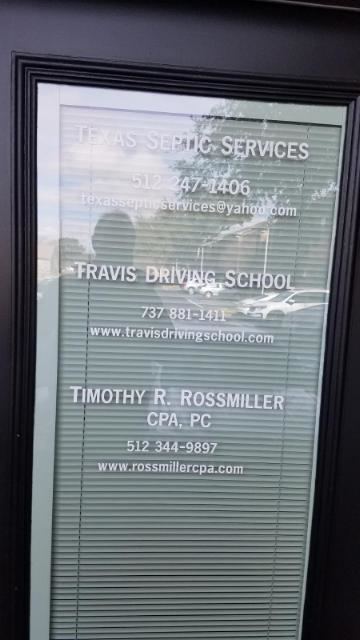 TEXAS SEPTIC SERVICES
512 247-1406
texassepticservices@yahoo.com
TRAVIS DRIVING SCHOOL
737 881-1411
www.travisdrivingschool.com
TIMOTHY R. ROSSMILLER
CPA, PC
512 344-9897
www.rossmillercpa.com